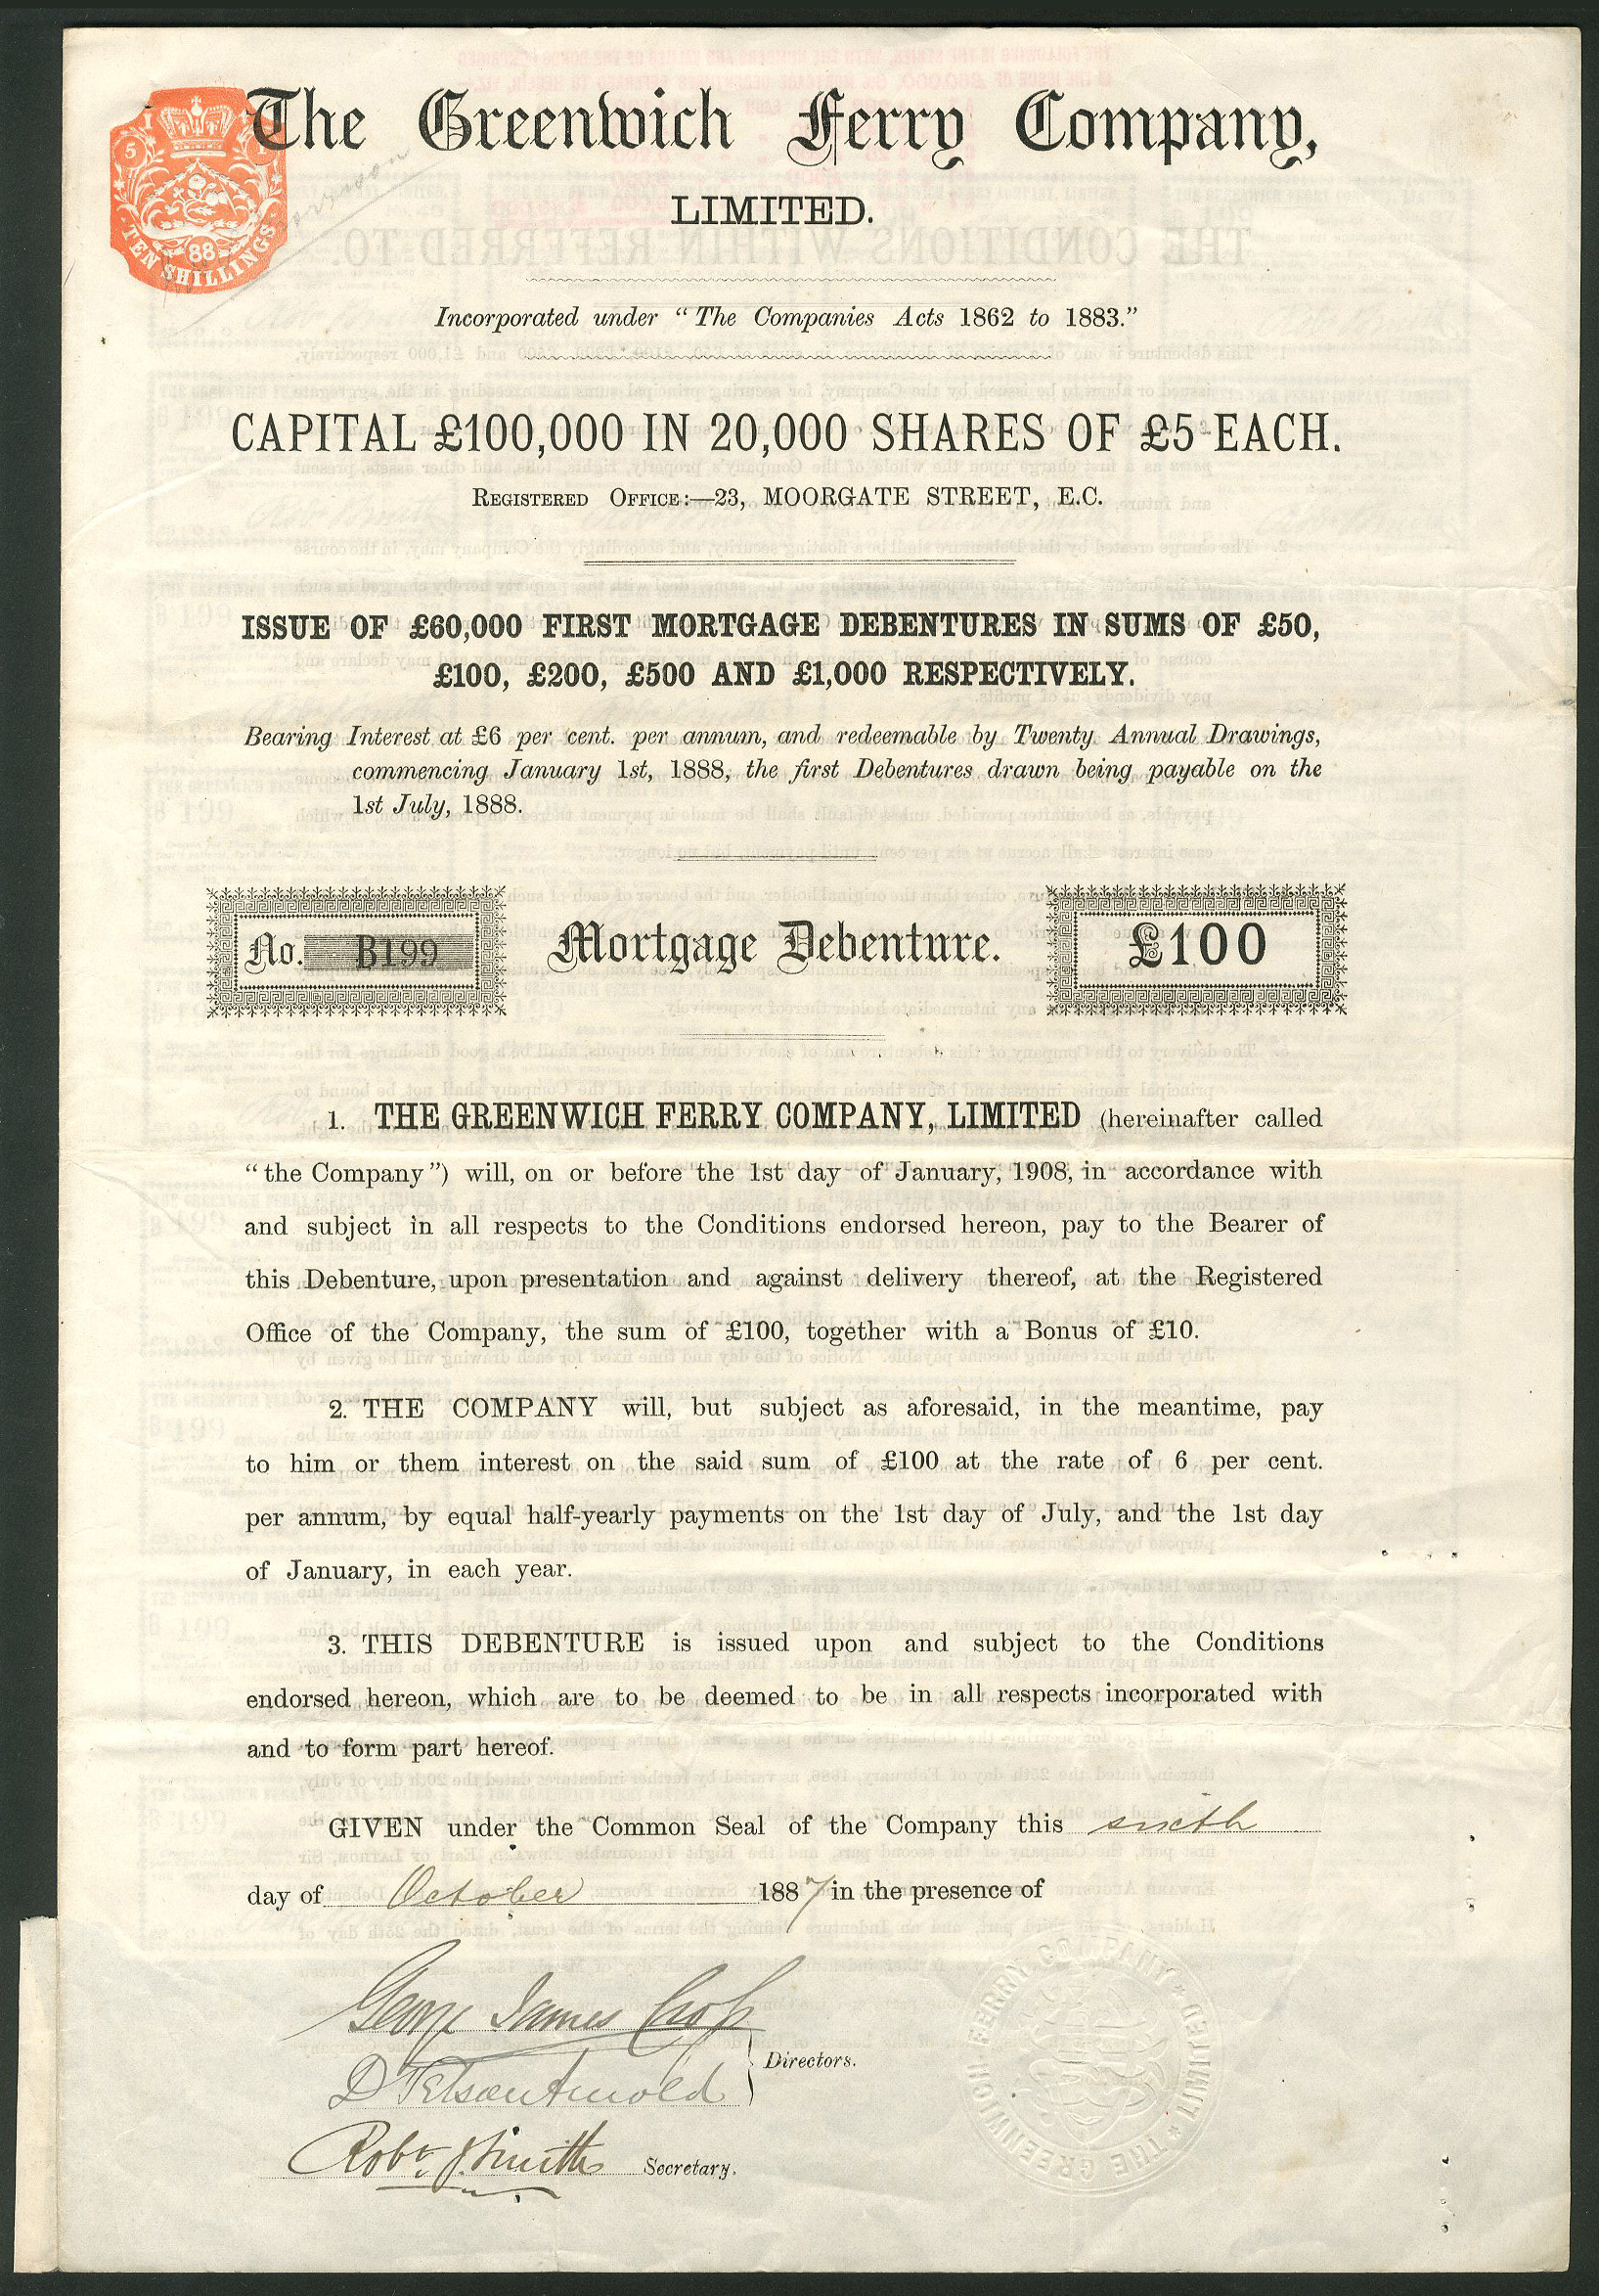 The Greenwich Ferry Company,
LIMITED.
TEN SHILLINGS
5
88
Incorporated under "The Companies Acts 1862 to 1883."
CAPITAL £100,000 IN 20,000 SHARES OF £5 EACH.
REGISTERED OFFICE:—23, MOORGATE STREET, E.C.
ISSUE OF £60,000 FIRST MORTGAGE DEBENTURES IN SUMS OF £50,
£100, £200, £500 AND £1,000 RESPECTIVELY.
Bearing Interest at £6 per cent. per annum, and redeemable by Twenty Annual Drawings,
commencing January 1st, 1888, the first Debentures drawn being payable on the
1st July, 1888.
No. B199 Mortgage Debenture. £100
1. THE GREENWICH FERRY COMPANY, LIMITED (hereinafter called
"the Company") will, on or before the 1st day of January, 1908, in accordance with
and subject in all respects to the Conditions endorsed hereon, pay to the Bearer of
this Debenture, upon presentation and against delivery thereof, at the Registered
Office of the Company, the sum of £100, together with a Bonus of £10.
2. THE COMPANY will, but subject as aforesaid, in the meantime, pay
to him or them interest on the said sum of £100 at the rate of 6 per cent.
per annum, by equal half-yearly payments on the 1st day of July, and the 1st day
of January, in each year.
3. THIS DEBENTURE is issued upon and subject to the Conditions
endorsed hereon, which are to be deemed to be in all respects incorporated with
and to form part hereof.
GIVEN under the Common Seal of the Company this sixth
day of October 1887 in the presence of
George James
Directors.
Robt. J. Smith Secretary.
THE GREENWICH FERRY COMPANY LIMITED